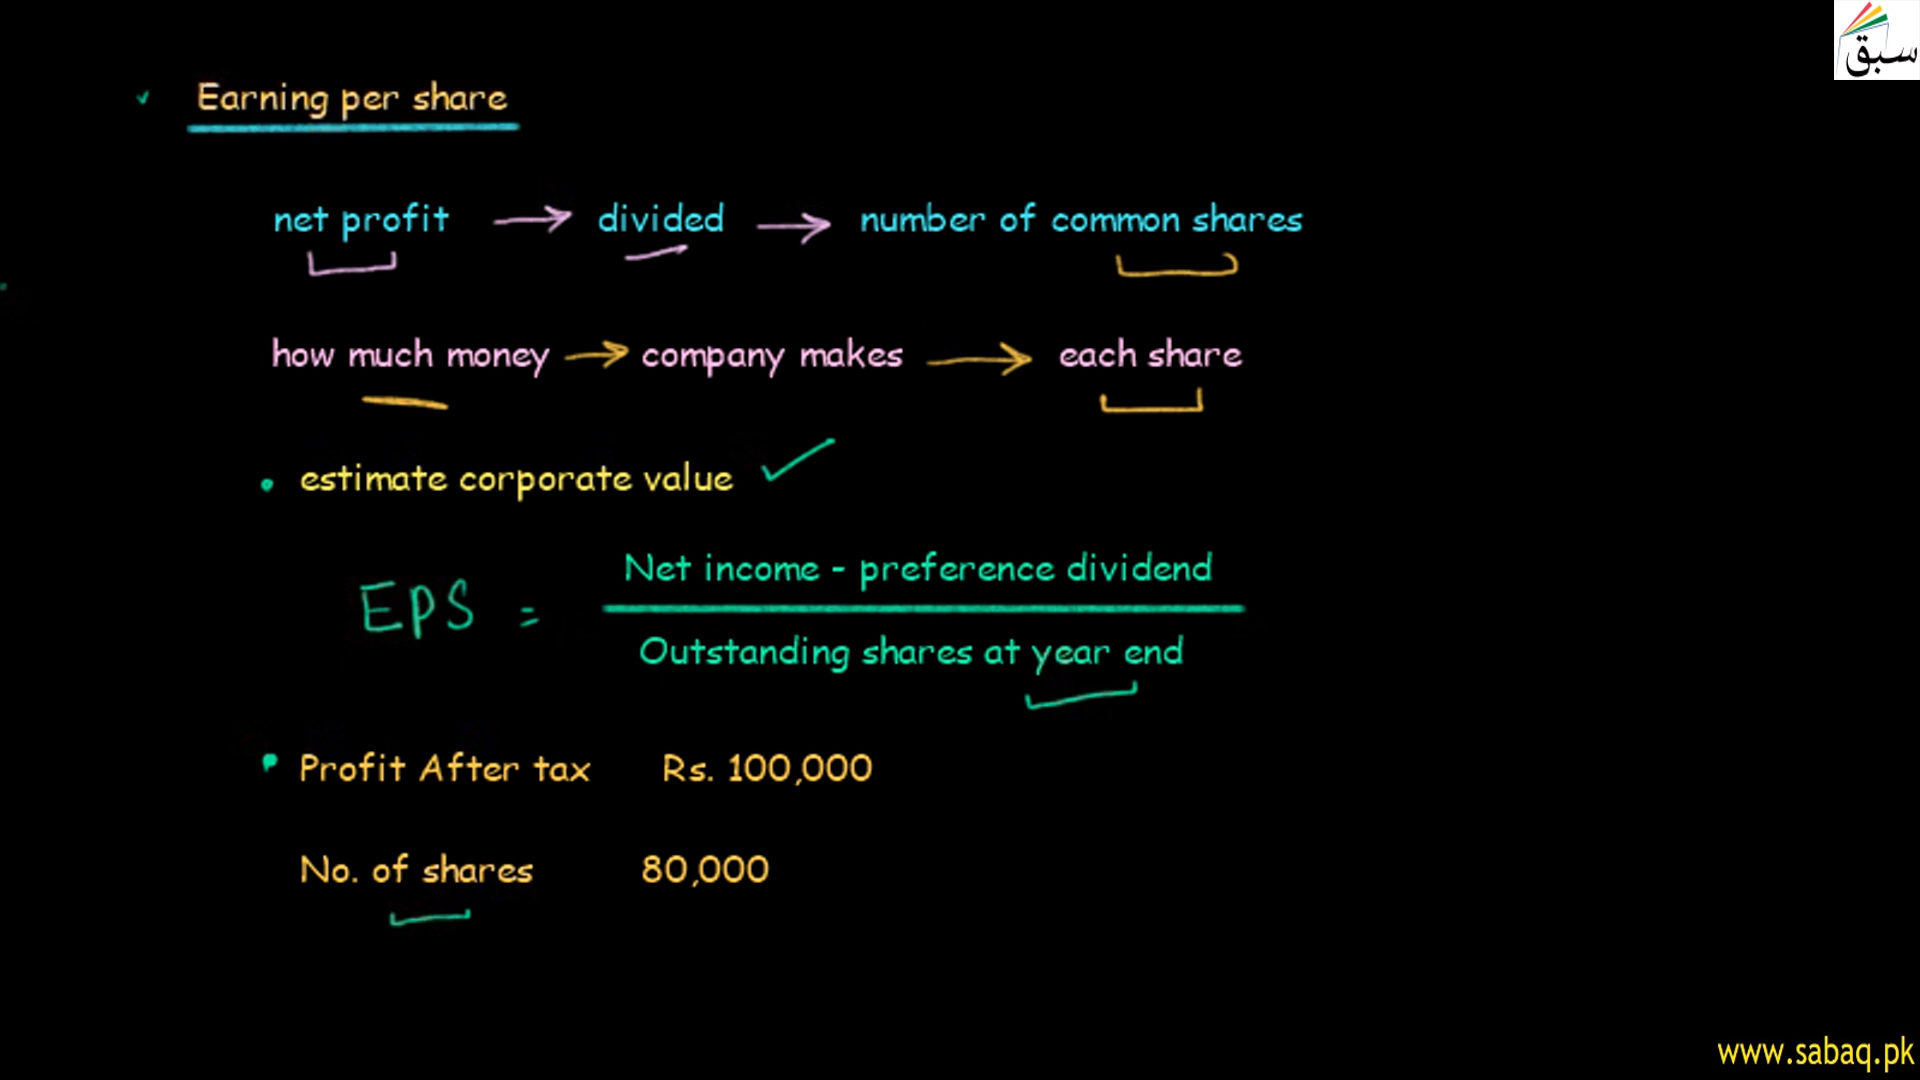 سبق
Earning per share
net profit → divided → number of common shares
how much money → company makes → each share
• estimate corporate value ✓
EPS = Net income - preference dividend
Outstanding shares at year end
• Profit After tax Rs. 100,000
No. of shares 80,000
www.sabaq.pk